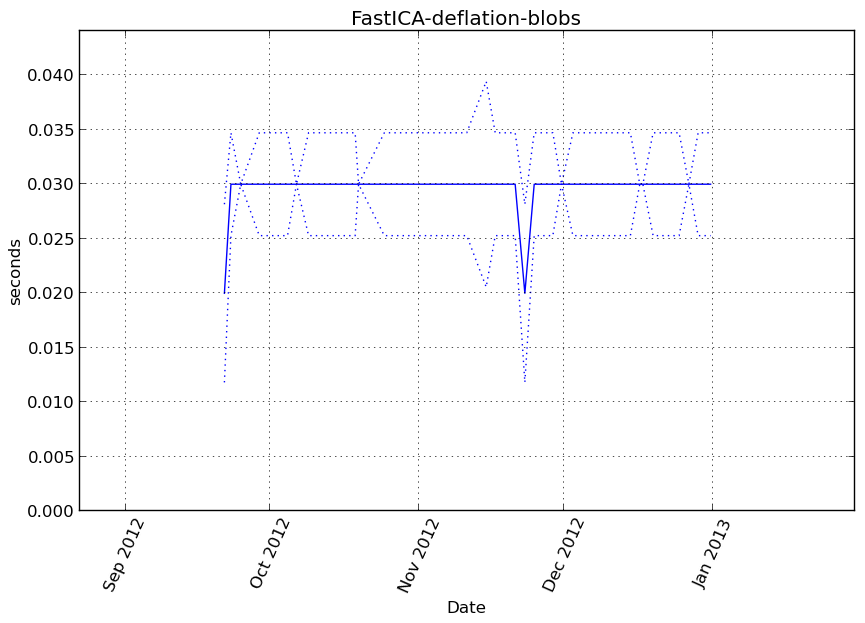 FastICA-deflation-blobs
0.040
0.035
0.030
0.025
0.020
0.015
0.010
0.005
0.000
seconds
Sep 2012
Oct 2012
Nov 2012
Dec 2012
Jan 2013
Date